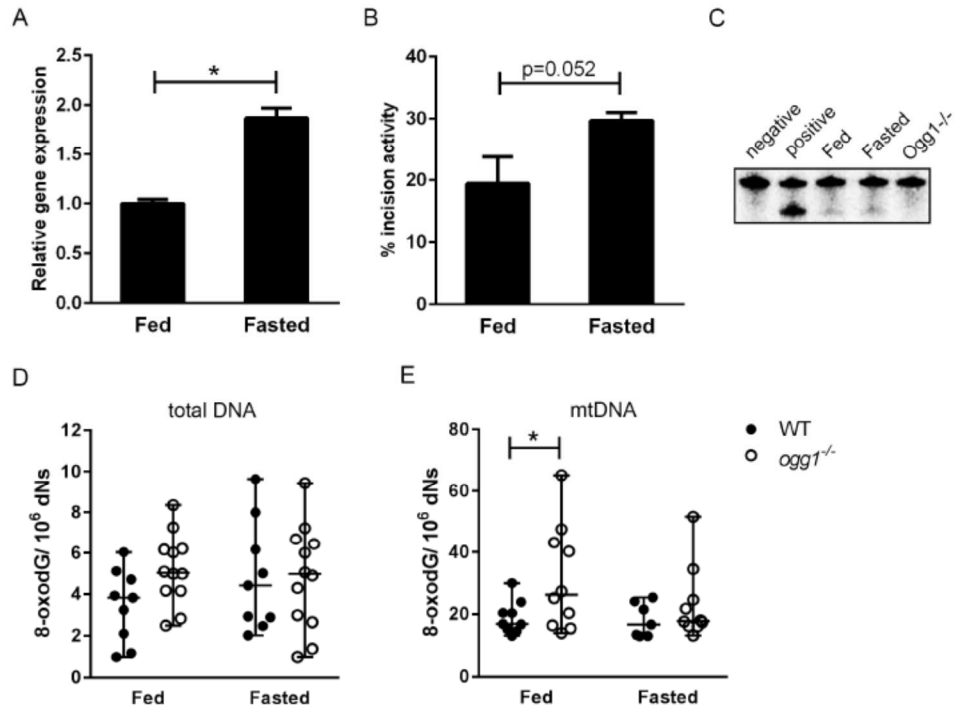 A
Relative gene expression
2.5
2.0
1.5
1.0
0.5
0.0
*
Fed
Fasted
B
% incision activity
40
30
20
10
0
p=0.052
Fed
Fasted
C
negative
positive
Fed
Fasted
Ogg1-/-
D
total DNA
8-oxodG/ 10⁶ dNs
12
10
8
6
4
2
0
Fed
Fasted
E
mtDNA
8-oxodG/ 10⁶ dNs
80
60
40
20
0
*
Fed
Fasted
WT
ogg1⁻/⁻